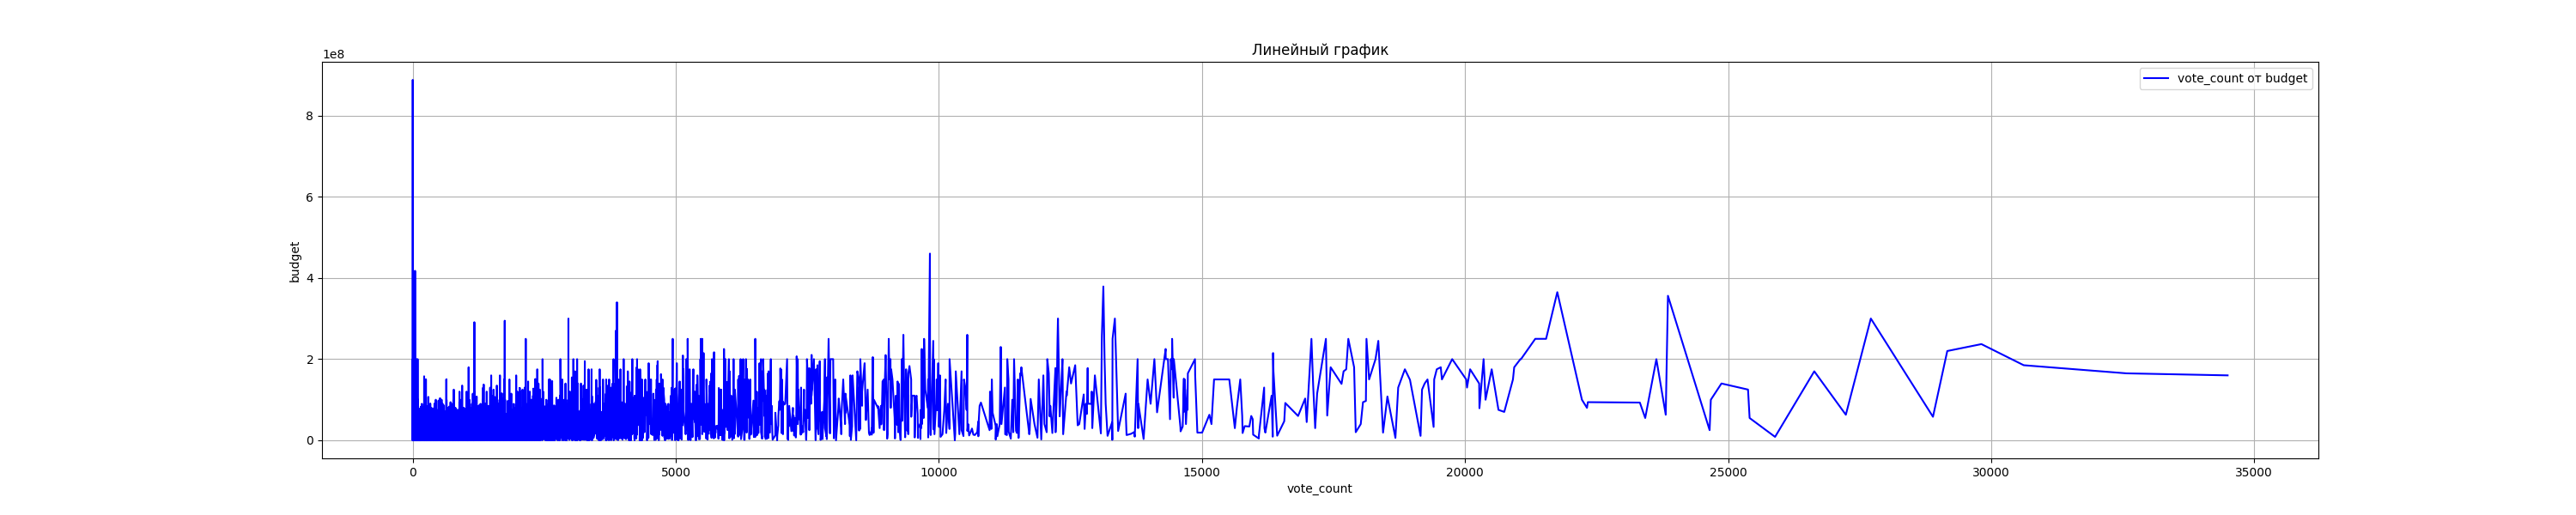 Линейный график
1e8
vote_count от budget
8
6
4
2
0
budget
0 5000 10000 15000 20000 25000 30000 35000
vote_count